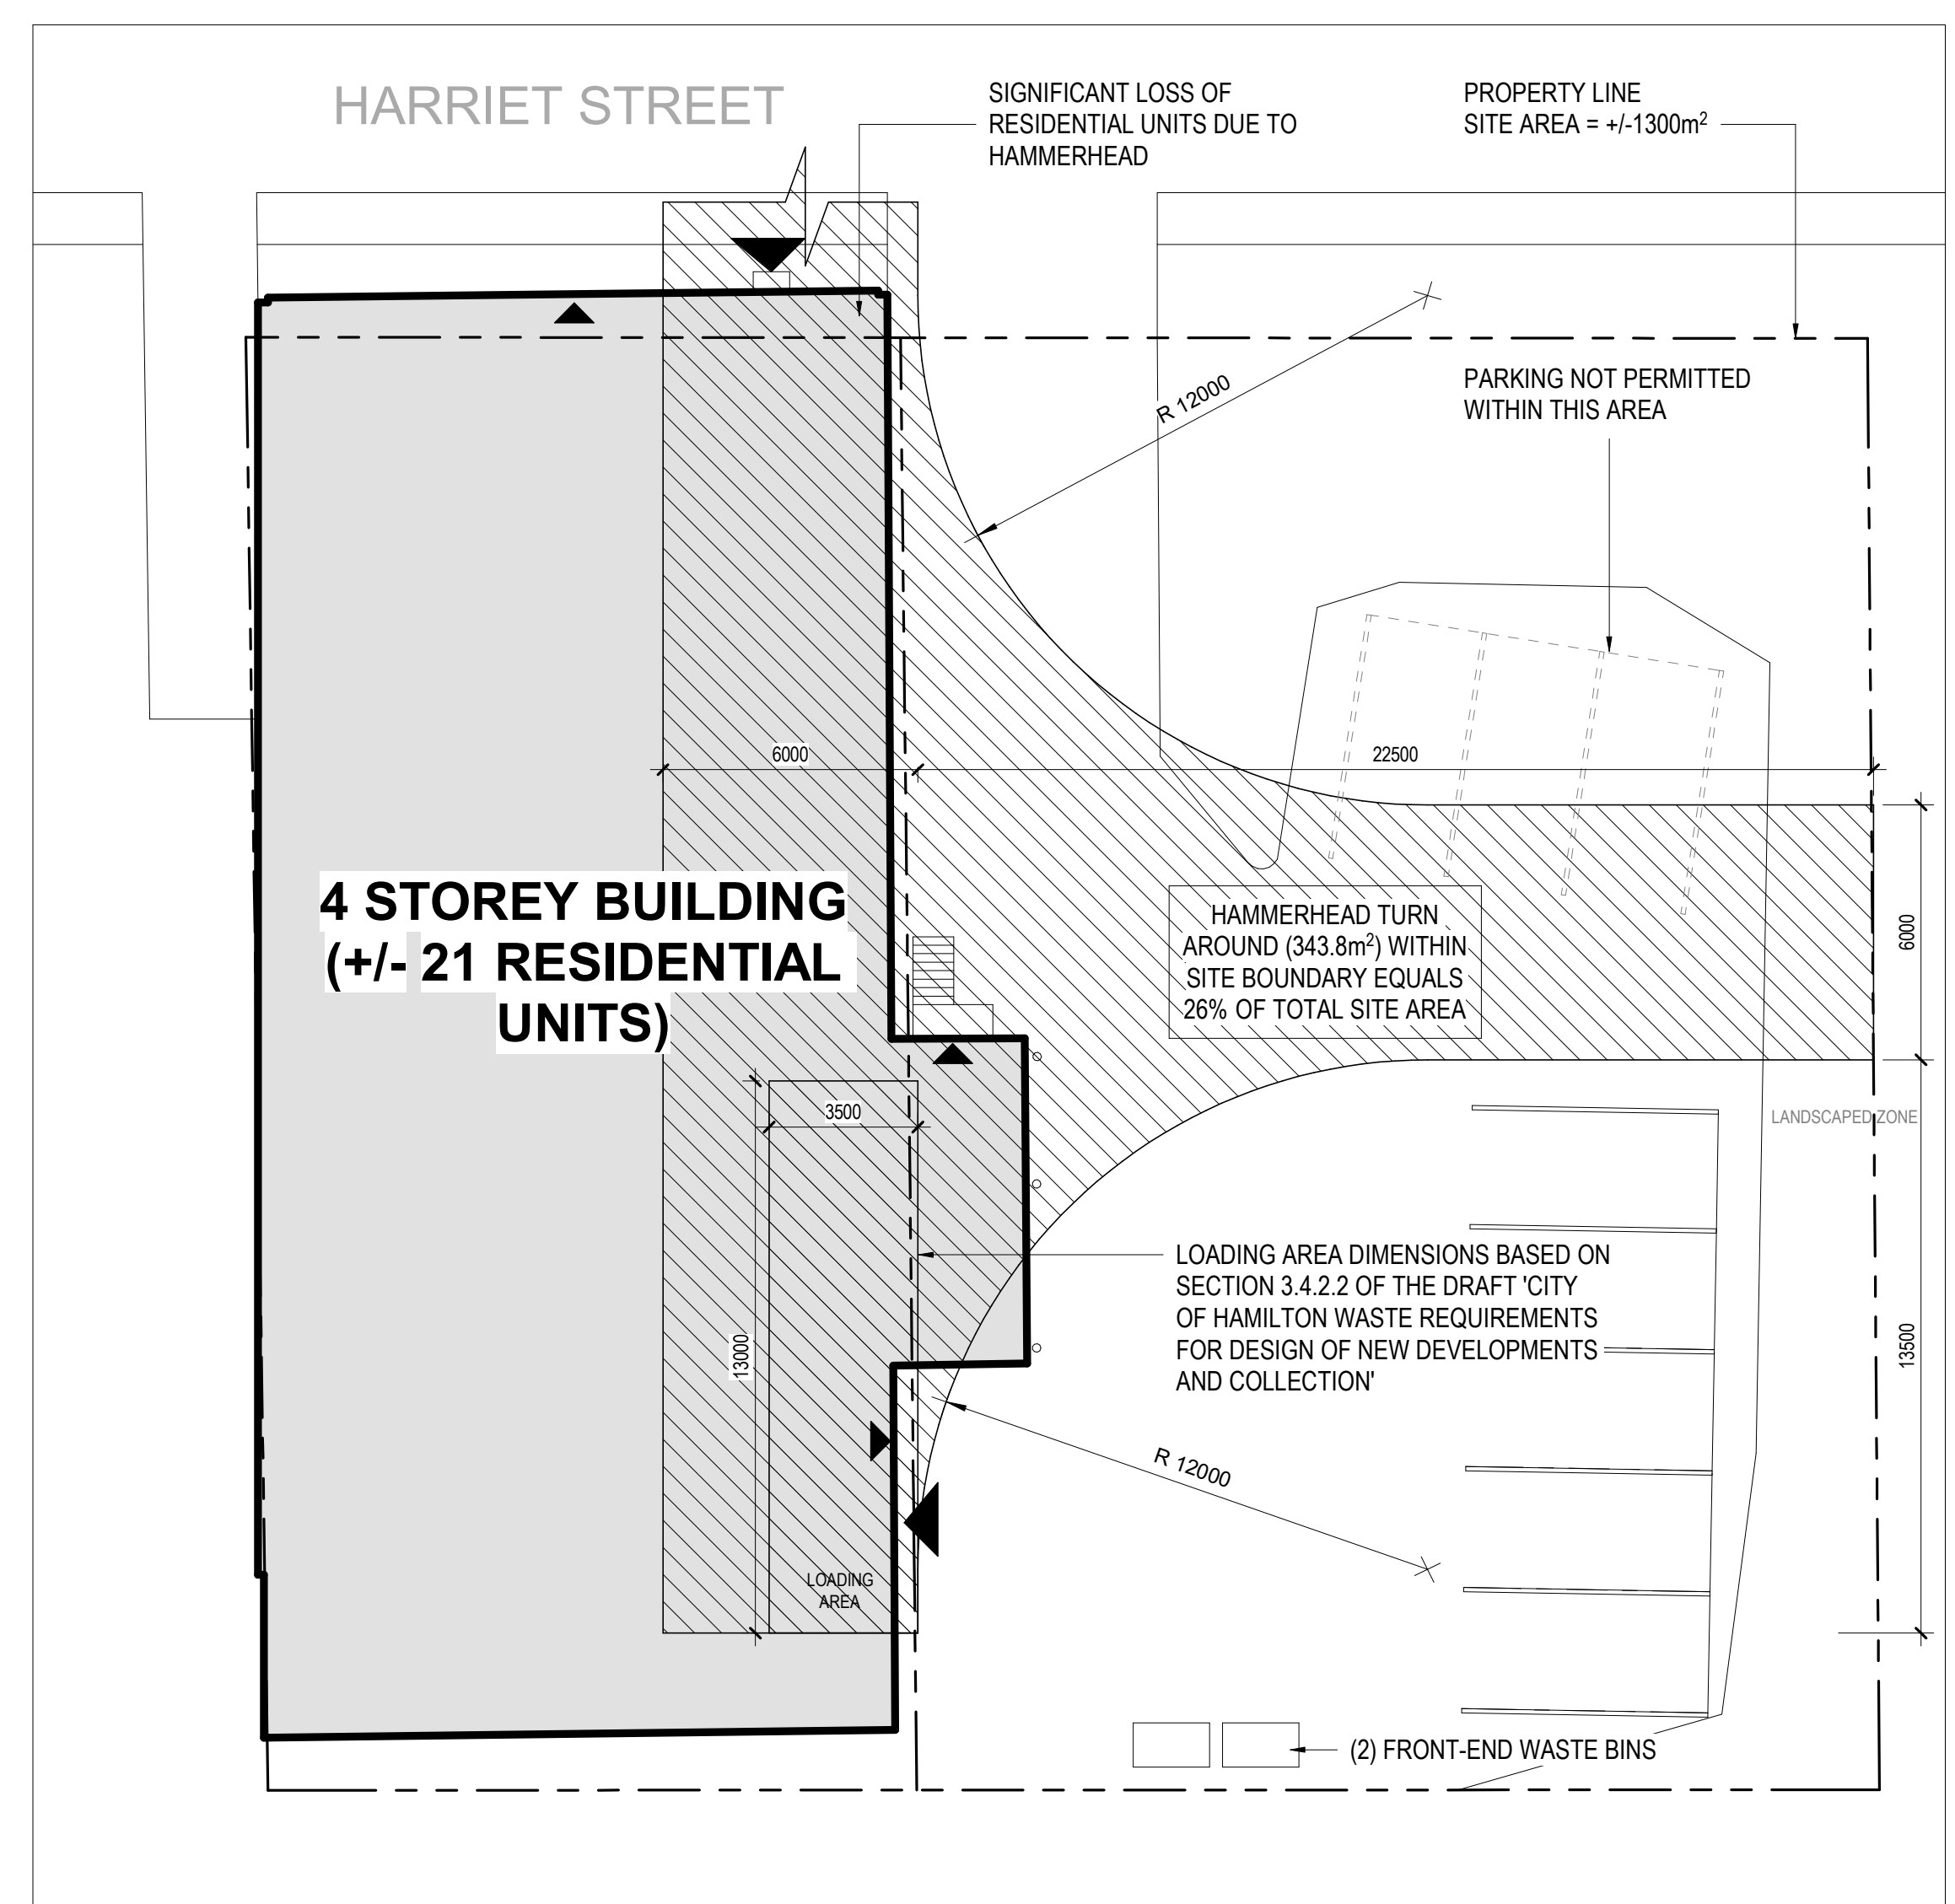 HARRIET STREET
SIGNIFICANT LOSS OF
RESIDENTIAL UNITS DUE TO
HAMMERHEAD
PROPERTY LINE
SITE AREA = +/-1300m²
R 12000
PARKING NOT PERMITTED
WITHIN THIS AREA
6000
22500
4 STOREY BUILDING
(+/- 21 RESIDENTIAL
UNITS)
HAMMERHEAD TURN
AROUND (343.8m²) WITHIN
SITE BOUNDARY EQUALS
26% OF TOTAL SITE AREA
6000
3500
LANDSCAPED ZONE
13000
LOADING AREA DIMENSIONS BASED ON
SECTION 3.4.2.2 OF THE DRAFT 'CITY
OF HAMILTON WASTE REQUIREMENTS
FOR DESIGN OF NEW DEVELOPMENTS
AND COLLECTION'
13500
R 12000
LOADING
AREA
(2) FRONT-END WASTE BINS